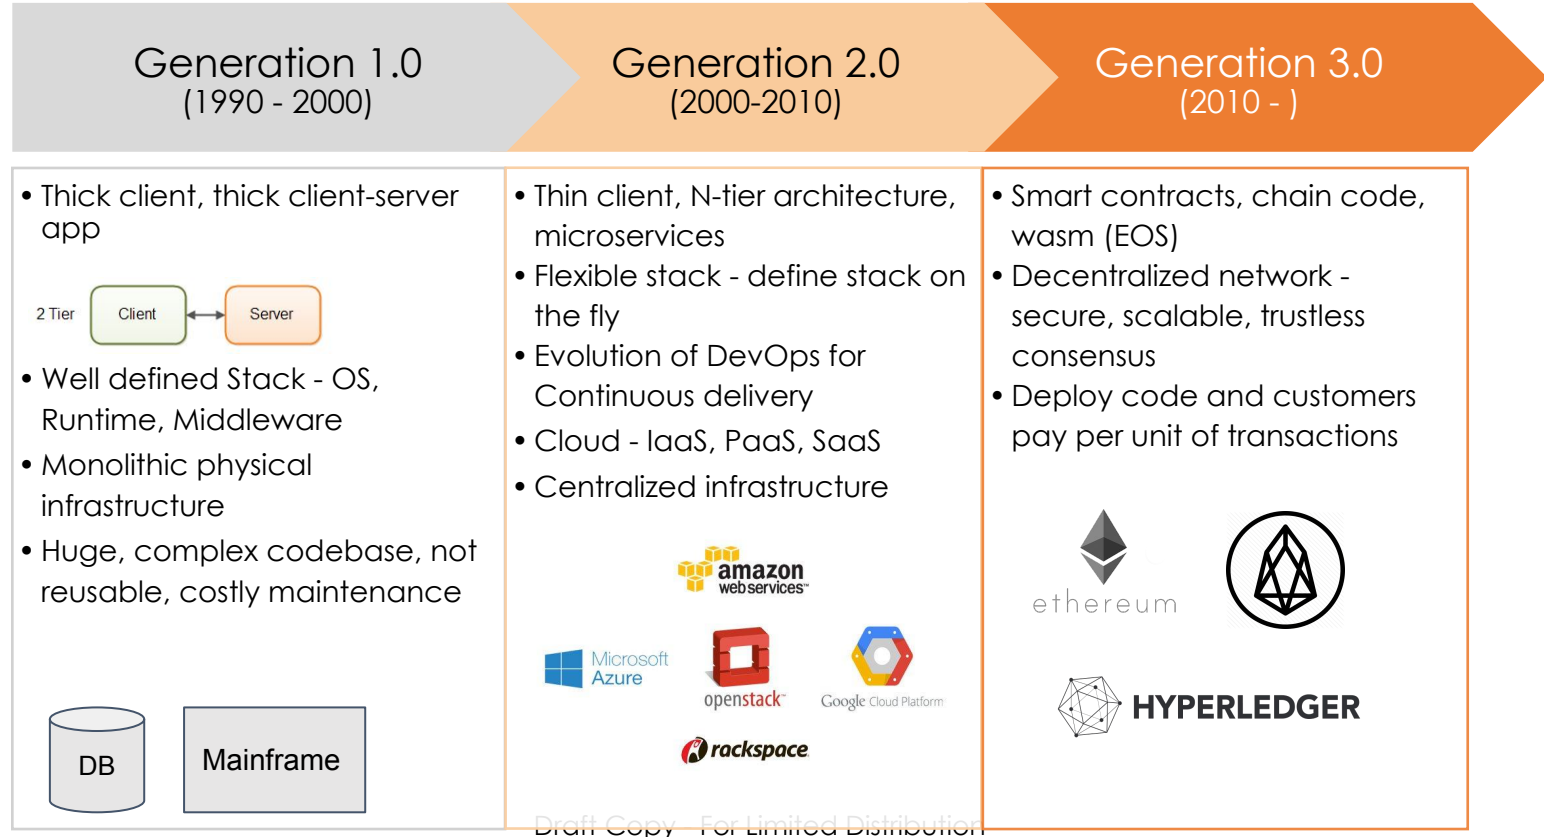 Generation 1.0
(1990 - 2000)
Generation 2.0
(2000-2010)
Generation 3.0
(2010 - )
• Thick client, thick client-server
app
2 Tier
Client
Server
• Well defined Stack - OS,
Runtime, Middleware
• Monolithic physical
infrastructure
• Huge, complex codebase, not
reusable, costly maintenance
DB
Mainframe
• Thin client, N-tier architecture,
microservices
• Flexible stack - define stack on
the fly
• Evolution of DevOps for
Continuous delivery
• Cloud - IaaS, PaaS, SaaS
• Centralized infrastructure
amazon
webservices™
Microsoft
Azure
openstack™
Google Cloud Platform
rackspace
• Smart contracts, chain code,
wasm (EOS)
• Decentralized network -
secure, scalable, trustless
consensus
• Deploy code and customers
pay per unit of transactions
ethereum
HYPERLEDGER
Draft Copy - For Limited Distribution